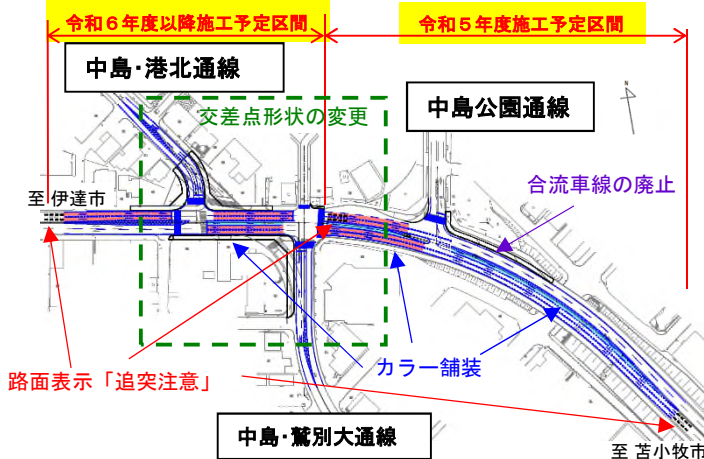 令和６年度以降施工予定区間
令和５年度施工予定区間
中島・港北通線
中島公園通線
交差点形状の変更
N
合流車線の廃止
至 伊達市
路面表示「追突注意」
カラー舗装
中島・鷲別大通線
至 苫小牧市